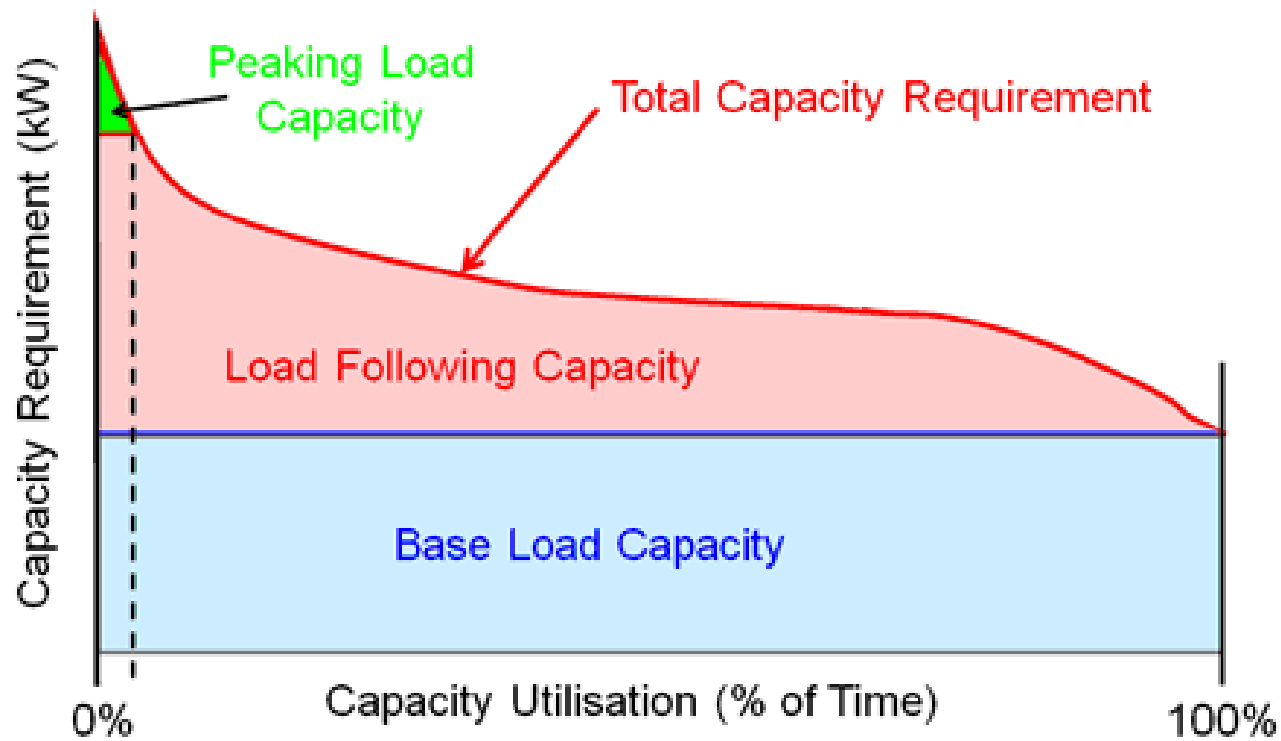 Peaking Load
Capacity
Total Capacity Requirement
Capacity Requirement (kW)
Load Following Capacity
Base Load Capacity
Capacity Utilisation (% of Time)
0%
100%